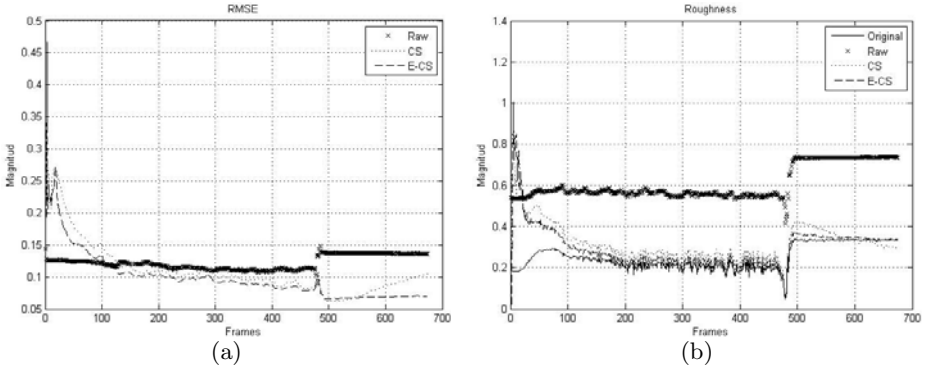 RMSE
Raw
CS
E-CS
0.5
0.45
0.4
0.35
0.3
0.25
0.2
0.15
0.1
0.05
Magnitud
0
100
200
300
400
500
600
700
Frames
(a)
Roughness
Original
Raw
CS
E-CS
1.4
1.2
1
0.8
0.6
0.4
0.2
0
Magnitud
0
100
200
300
400
500
600
700
Frames
(b)